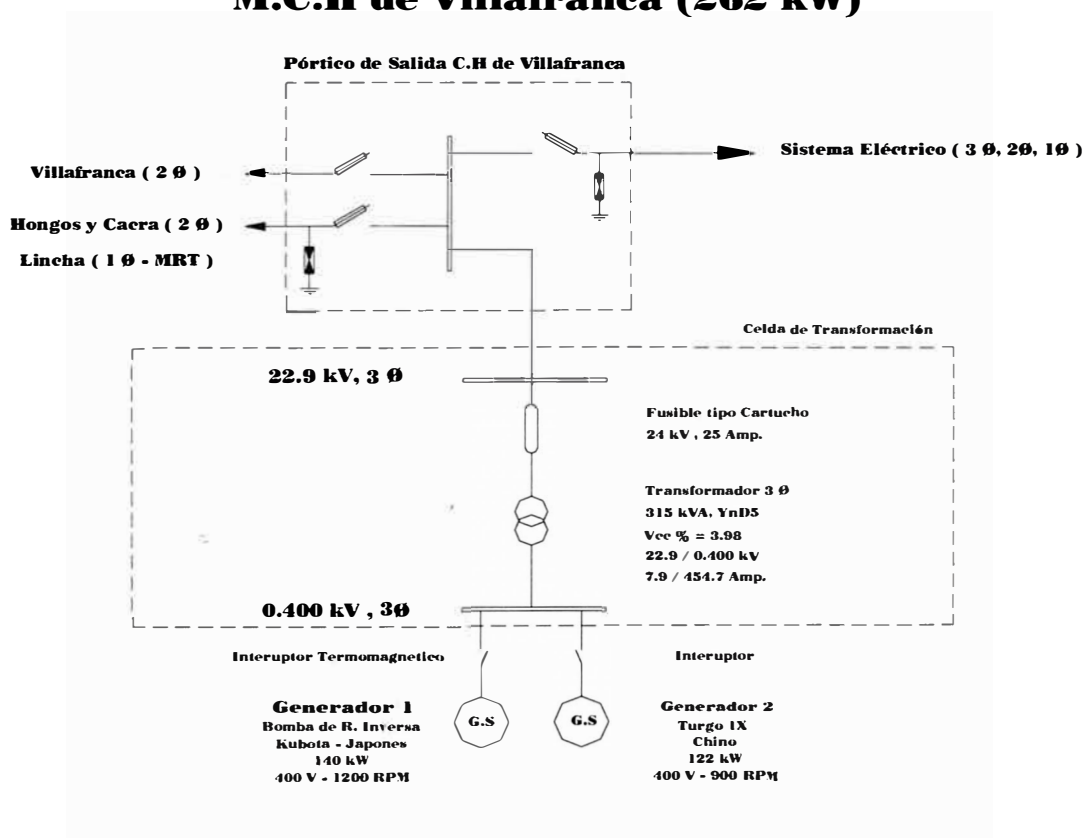 M.C.H de Villafranca (262 kW)
Pórtico de Salida C.H de Villafranca
Sistema Eléctrico ( 3 Ø, 2Ø, 1Ø )
Villafranca ( 2 Ø )
Hongos y Cacra ( 2 Ø )
Lincha ( 1 Ø - MRT )
Celda de Transformación
22.9 kV, 3 Ø
Fusible tipo Cartucho
24 kV , 25 Amp.
Transformador 3 Ø
315 kVA, YnD5
Vcc % = 3.98
22.9 / 0.400 kV
7.9 / 454.7 Amp.
0.400 kV , 3Ø
Interuptor Termomagnetico
Interuptor
Generador 1
Bomba de R. Inversa
Kubota - Japones
140 kW
400 V - 1200 RPM
G.S
G.S
Generador 2
Turgo IX
Chino
122 kW
400 V - 900 RPM